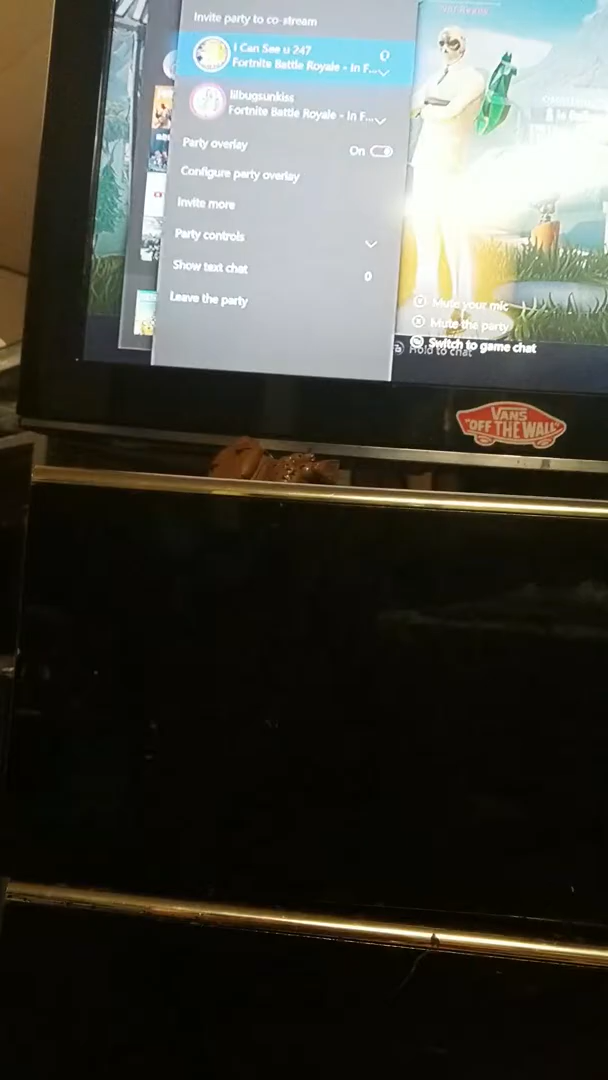 Invite party to co-stream
I Can See u 247
Fortnite Battle Royale - In F...
lilbugsunkiss
Fortnite Battle Royale - In F...
Party overlay
On
Configure party overlay
Invite more
Party controls
Show text chat
0
Leave the party
Mute your mic
Mute the party
Switch to game chat
Hold to chat
VANS
"OFF THE WALL"